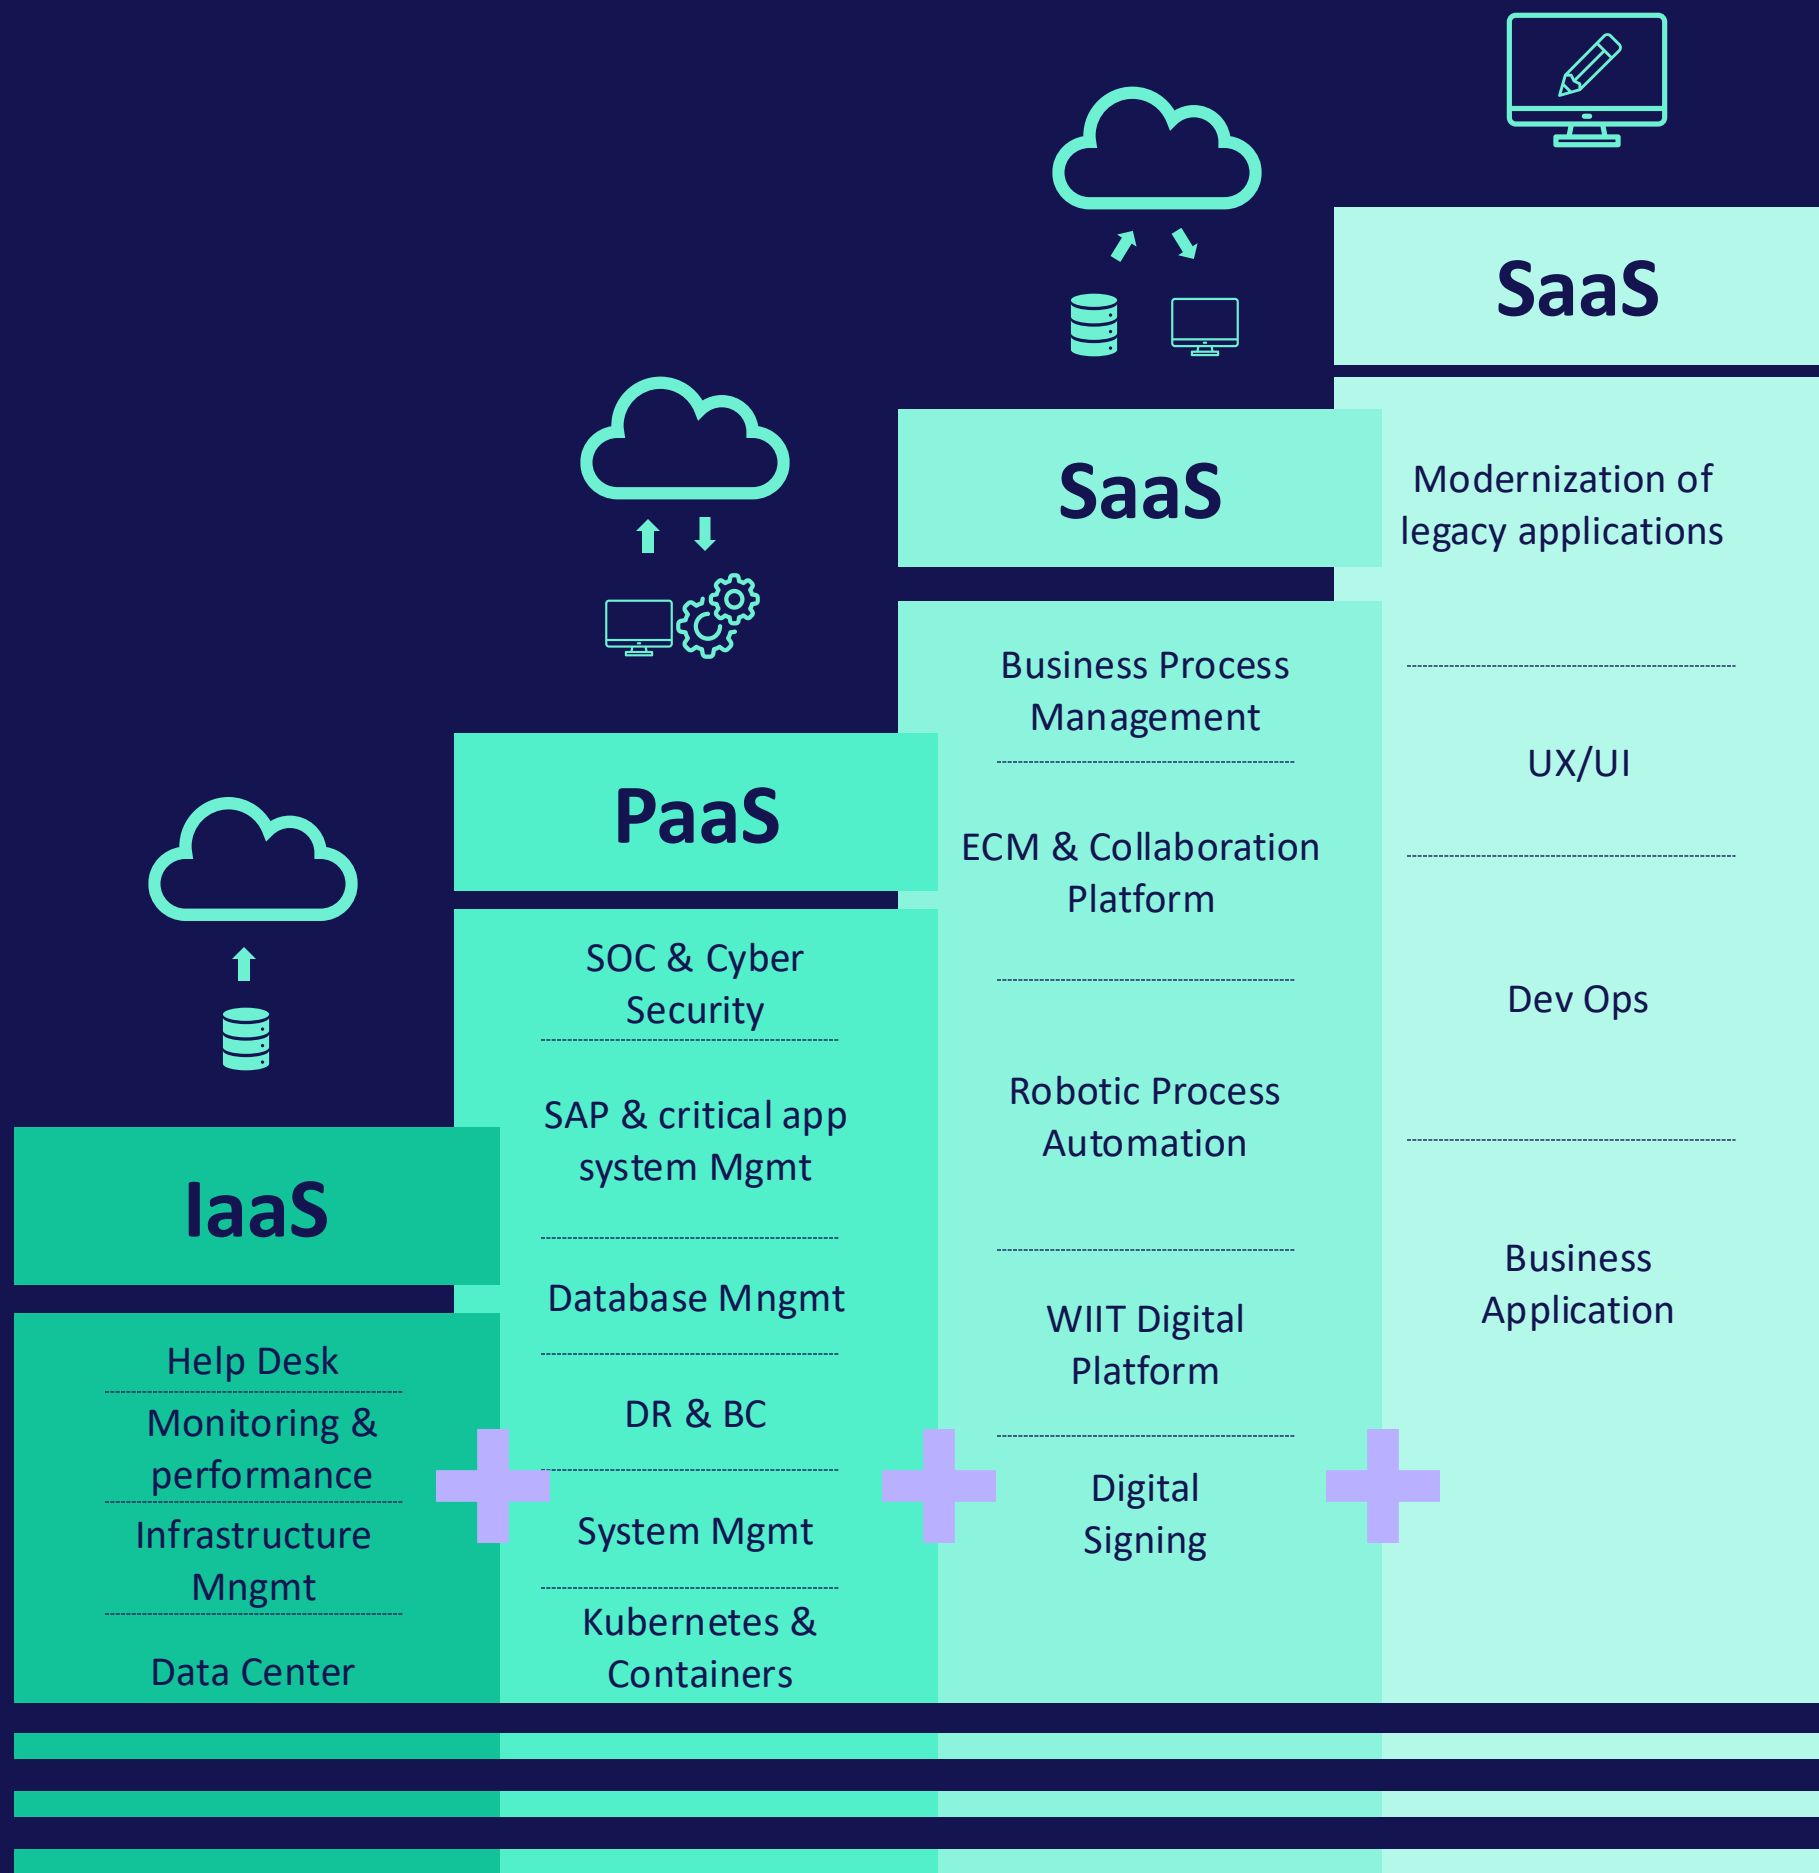 IaaS
Help Desk
Monitoring &
performance
Infrastructure
Mngmt
Data Center
PaaS
SOC & Cyber
Security
SAP & critical app
system Mgmt
Database Mngmt
DR & BC
System Mgmt
Kubernetes &
Containers
SaaS
Business Process
Management
ECM & Collaboration
Platform
Robotic Process
Automation
WIIT Digital
Platform
Digital
Signing
SaaS
Modernization of
legacy applications
UX/UI
Dev Ops
Business
Application